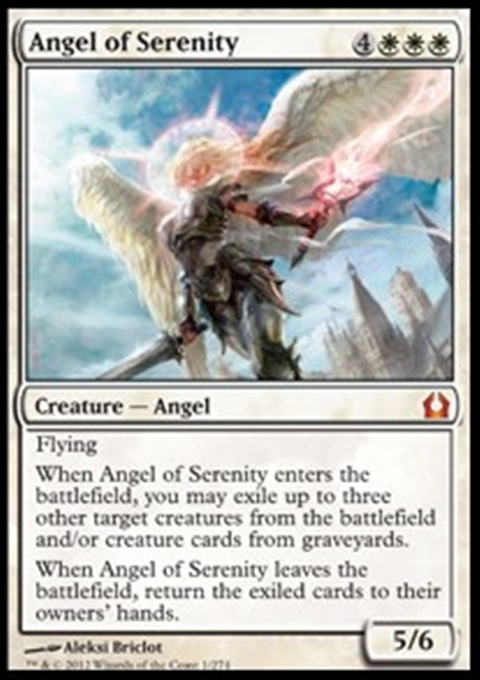 Angel of Serenity 4
Creature — Angel
Flying
When Angel of Serenity enters the
battlefield, you may exile up to three
other target creatures from the battlefield
and/or creature cards from graveyards.
When Angel of Serenity leaves the
battlefield, return the exiled cards to their
owners' hands.
5/6
Aleksi Briclot
™ & © 2012 Wizards of the Coast 1/274